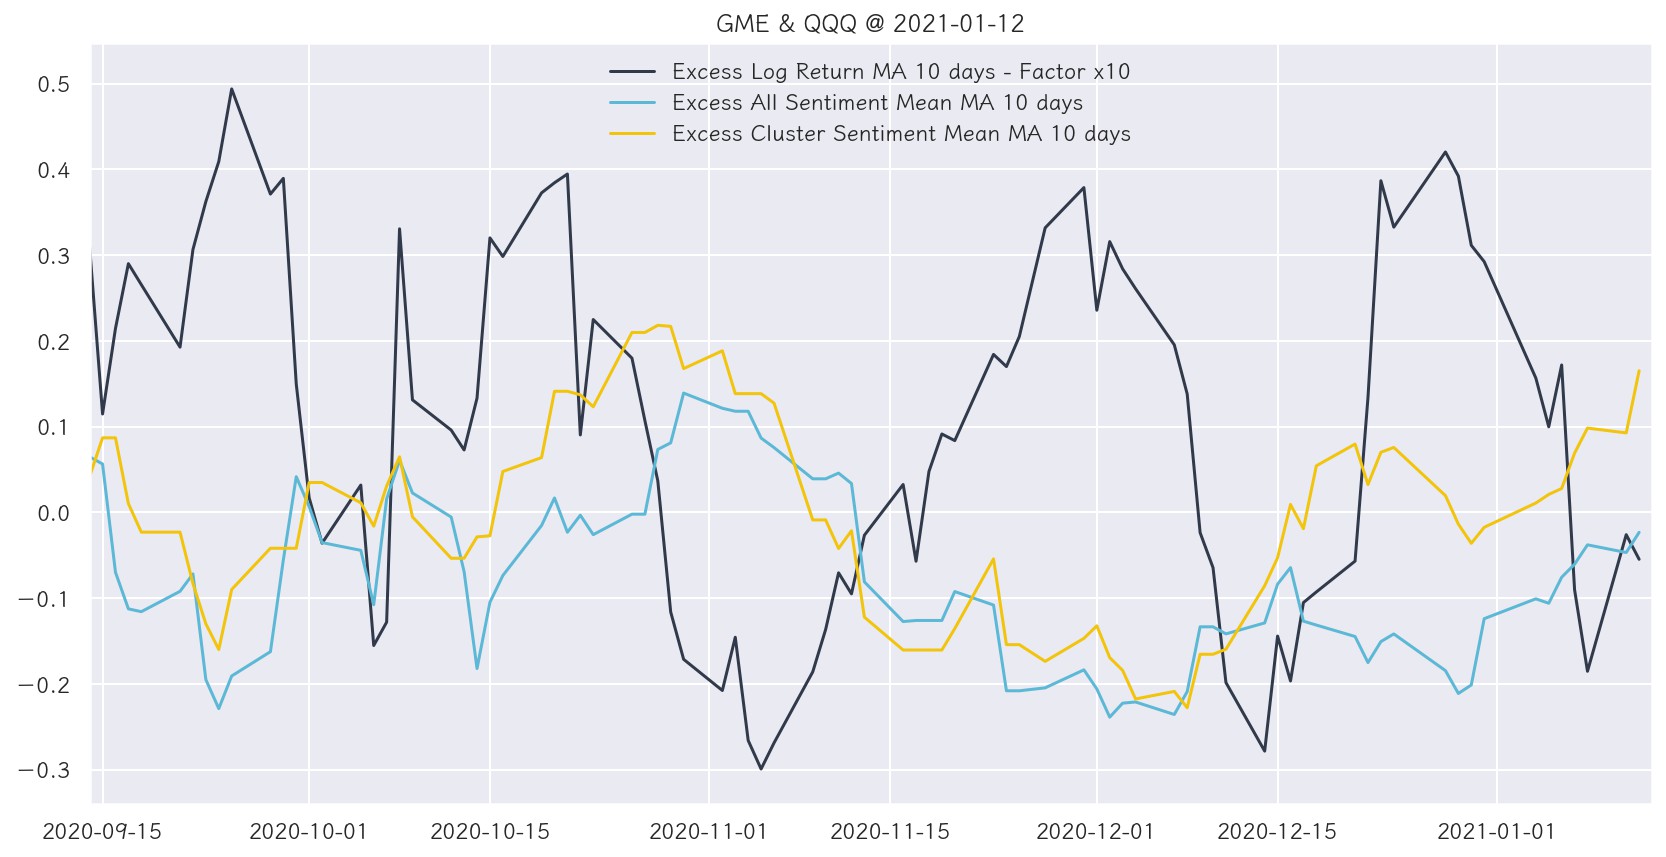 GME & QQQ @ 2021-01-12
Excess Log Return MA 10 days - Factor x10
Excess All Sentiment Mean MA 10 days
Excess Cluster Sentiment Mean MA 10 days
0.5
0.4
0.3
0.2
0.1
0.0
−0.1
−0.2
−0.3
2020-09-15 2020-10-01 2020-10-15 2020-11-01 2020-11-15 2020-12-01 2020-12-15 2021-01-01